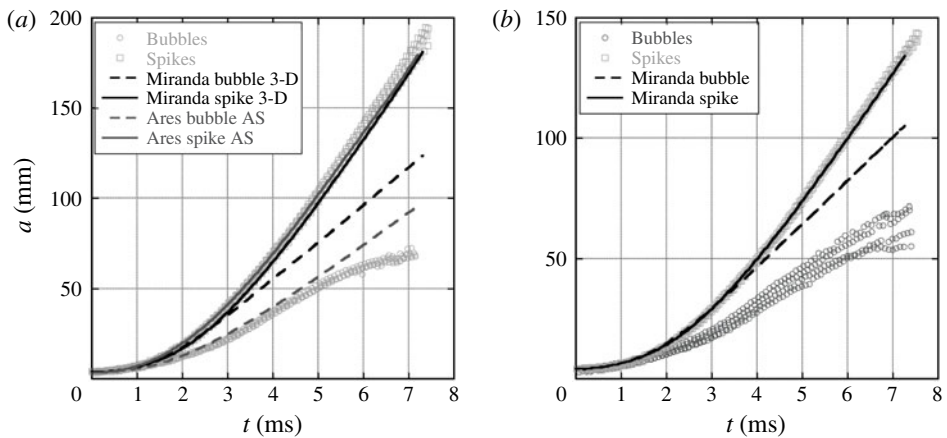 (a)
200
150
100
50
0
a (mm)
Bubbles
Spikes
Miranda bubble 3-D
Miranda spike 3-D
Ares bubble AS
Ares spike AS
1 2 3 4 5 6 7 8
t (ms)
(b)
150
100
50
0
Bubbles
Spikes
Miranda bubble
Miranda spike
1 2 3 4 5 6 7 8
t (ms)